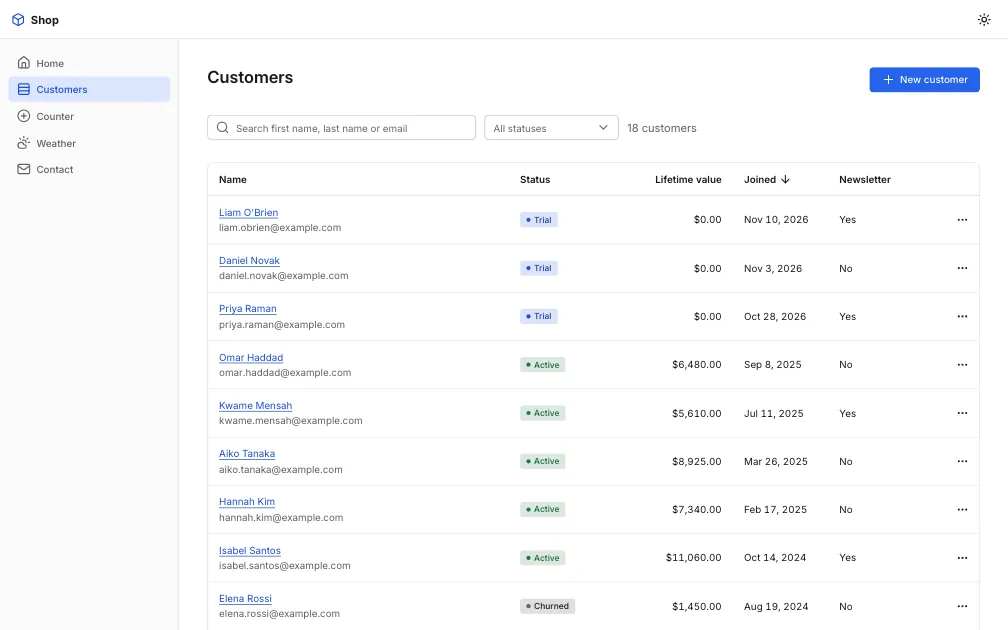 Shop
Home
Customers
Counter
Weather
Contact
Customers
New customer
Search first name, last name or email
All statuses
18 customers
Name Status Lifetime value Joined Newsletter
Liam O'Brien
liam.obrien@example.com
Trial $0.00 Nov 10, 2026 Yes
Daniel Novak
daniel.novak@example.com
Trial $0.00 Nov 3, 2026 No
Priya Raman
priya.raman@example.com
Trial $0.00 Oct 28, 2026 Yes
Omar Haddad
omar.haddad@example.com
Active $6,480.00 Sep 8, 2025 No
Kwame Mensah
kwame.mensah@example.com
Active $5,610.00 Jul 11, 2025 Yes
Aiko Tanaka
aiko.tanaka@example.com
Active $8,925.00 Mar 26, 2025 No
Hannah Kim
hannah.kim@example.com
Active $7,340.00 Feb 17, 2025 No
Isabel Santos
isabel.santos@example.com
Active $11,060.00 Oct 14, 2024 Yes
Elena Rossi
elena.rossi@example.com
Churned $1,450.00 Aug 19, 2024 No